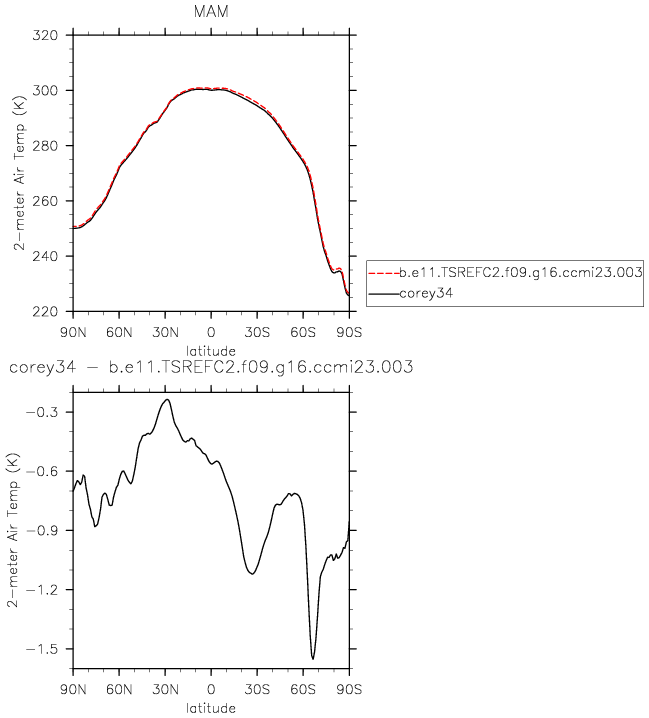 MAM
320
300
280
260
240
220
2-meter Air Temp (K)
90N 60N 30N 0 30S 60S 90S
latitude
b.e11.TSREFC2.f09.g16.ccmi23.003
corey34
corey34 - b.e11.TSREFC2.f09.g16.ccmi23.003
-0.3
-0.6
-0.9
-1.2
-1.5
2-meter Air Temp (K)
90N 60N 30N 0 30S 60S 90S
latitude